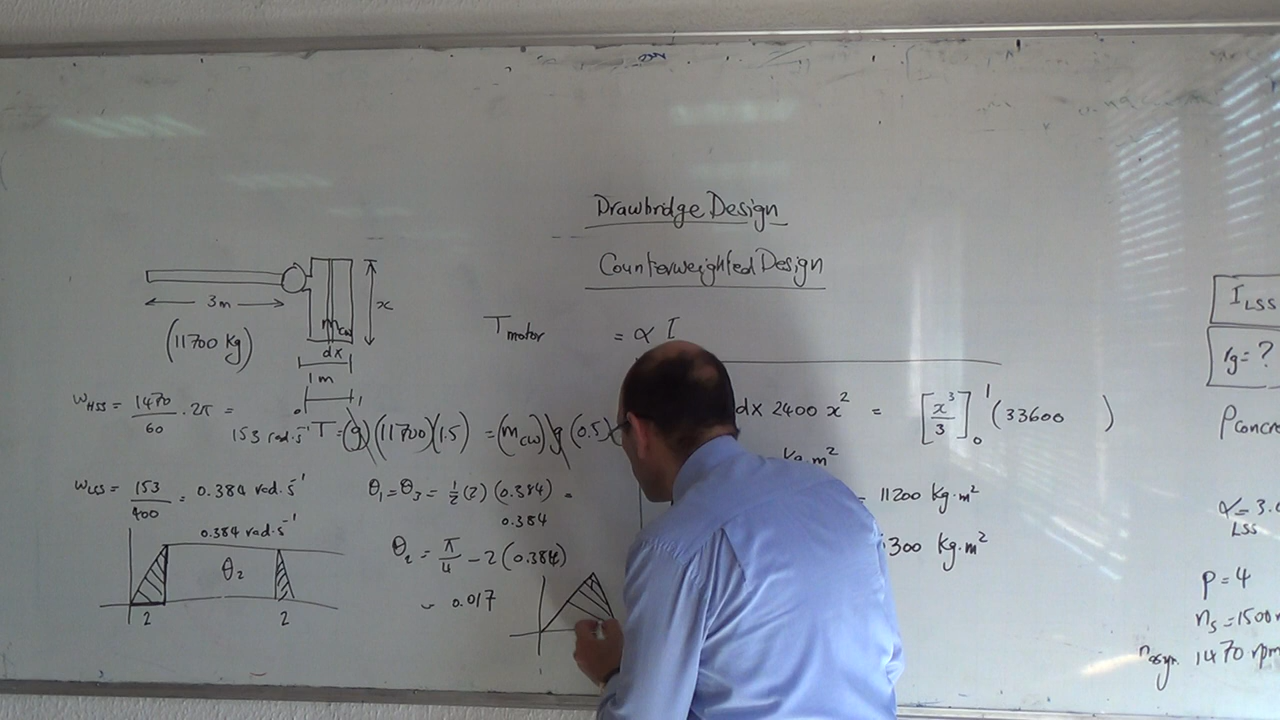 Drawbridge Design
Counterweighted Design
3m
(11700 Kg)
m_cw
x
dx
1m
0 1
T_motor = α I
ω_HSS = 1470/60 . 2π = 153 rad.s⁻¹
T = (g)(11700)(1.5) = (m_cw)g(0.5)
dx 2400 x² = [x³/3]₀¹ (33600 )
Kg.m²
ω_LSS = 153/400 = 0.384 rad.s⁻¹
θ₁=θ₃ = ½(2)(0.384) = 0.384
= 11200 Kg.m²
θ₂ = π/4 - 2(0.384)
= 0.017
300 Kg.m²
0.384 rad.s⁻¹
θ₂
2 2
I_LSS
rg = ?
α_LSS = 3.
P = 4
n_s = 1500
1470 rpm